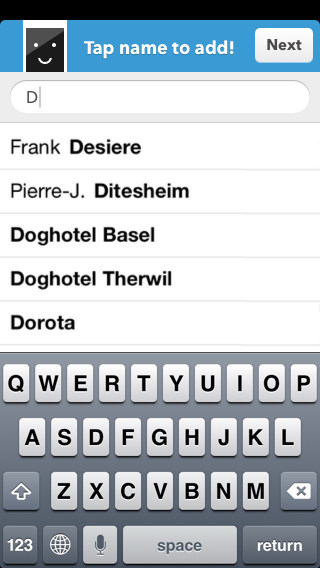 Tap name to add!
Next
D
Frank Desiere
Pierre-J. Ditesheim
Doghotel Basel
Doghotel Therwil
Dorota
Q W E R T Y U I O P
A S D F G H J K L
Z X C V B N M
123 space return